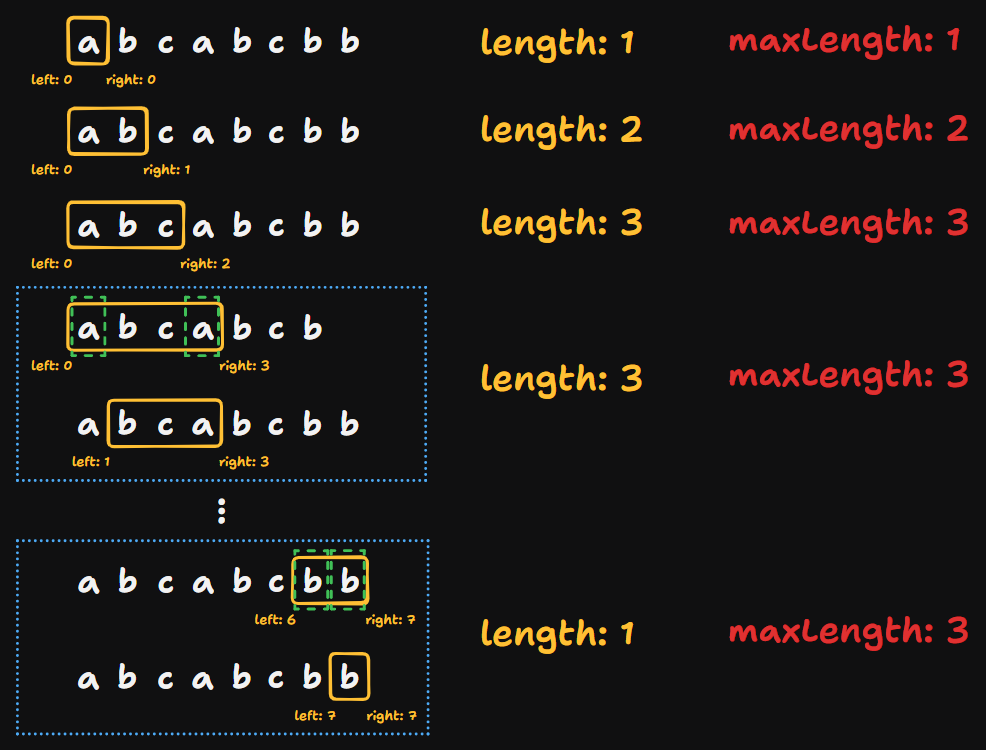 a b c a b c b b length: 1 maxLength: 1
left: 0 right: 0
a b c a b c b b length: 2 maxLength: 2
left: 0 right: 1
a b c a b c b b length: 3 maxLength: 3
left: 0 right: 2
a b c a b c b
left: 0 right: 3
length: 3 maxLength: 3
a b c a b c b b
left: 1 right: 3
a b c a b c b b
left: 6 right: 7
length: 1 maxLength: 3
a b c a b c b b
left: 7 right: 7